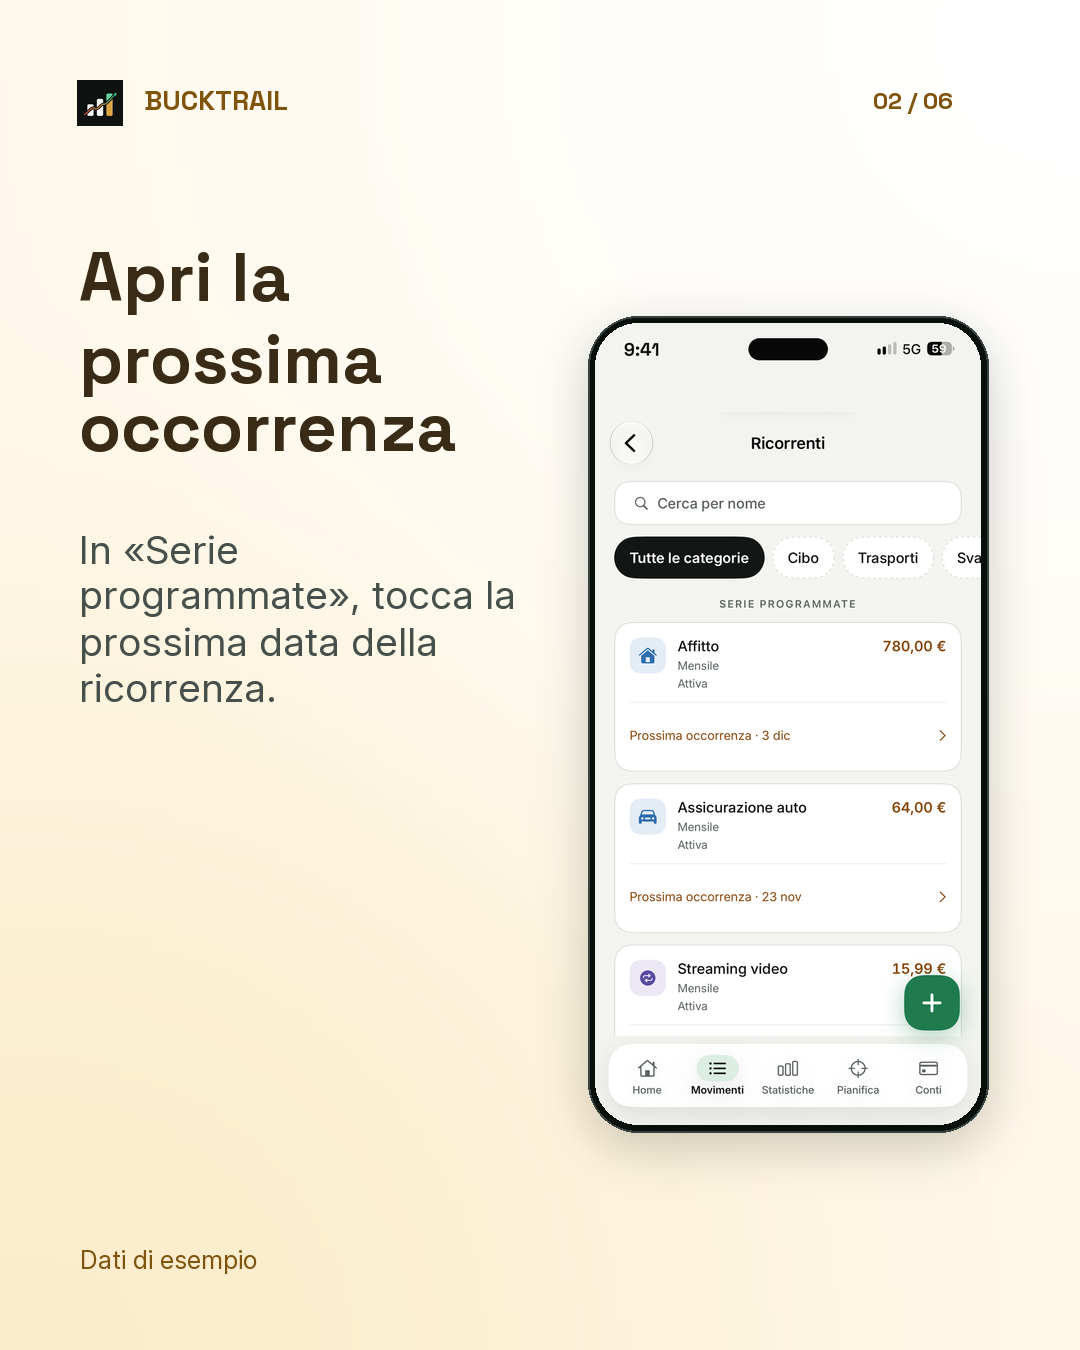 BUCKTRAIL
02 / 06
Apri la
prossima
occorrenza
In «Serie
programmate», tocca la
prossima data della
ricorrenza.
9:41
5G 59
Ricorrenti
Cerca per nome
Tutte le categorie
Cibo
Trasporti
Sva
SERIE PROGRAMMATE
Affitto
780,00 €
Mensile
Attiva
Prossima occorrenza · 3 dic
Assicurazione auto
64,00 €
Mensile
Attiva
Prossima occorrenza · 23 nov
Streaming video
15,99 €
Mensile
Attiva
Home
Movimenti
Statistiche
Pianifica
Conti
Dati di esempio